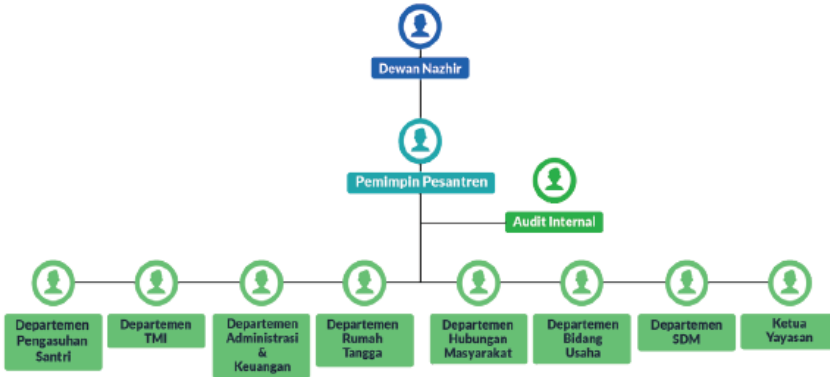 Dewan Nazhir
Pemimpin Pesantren
Audit Internal
Departemen
Pengasuhan
Santri
Departemen
TMI
Departemen
Administrasi
&
Keuangan
Departemen
Rumah
Tangga
Departemen
Hubungan
Masyarakat
Departemen
Bidang
Usaha
Departemen
SDM
Ketua
Yayasan